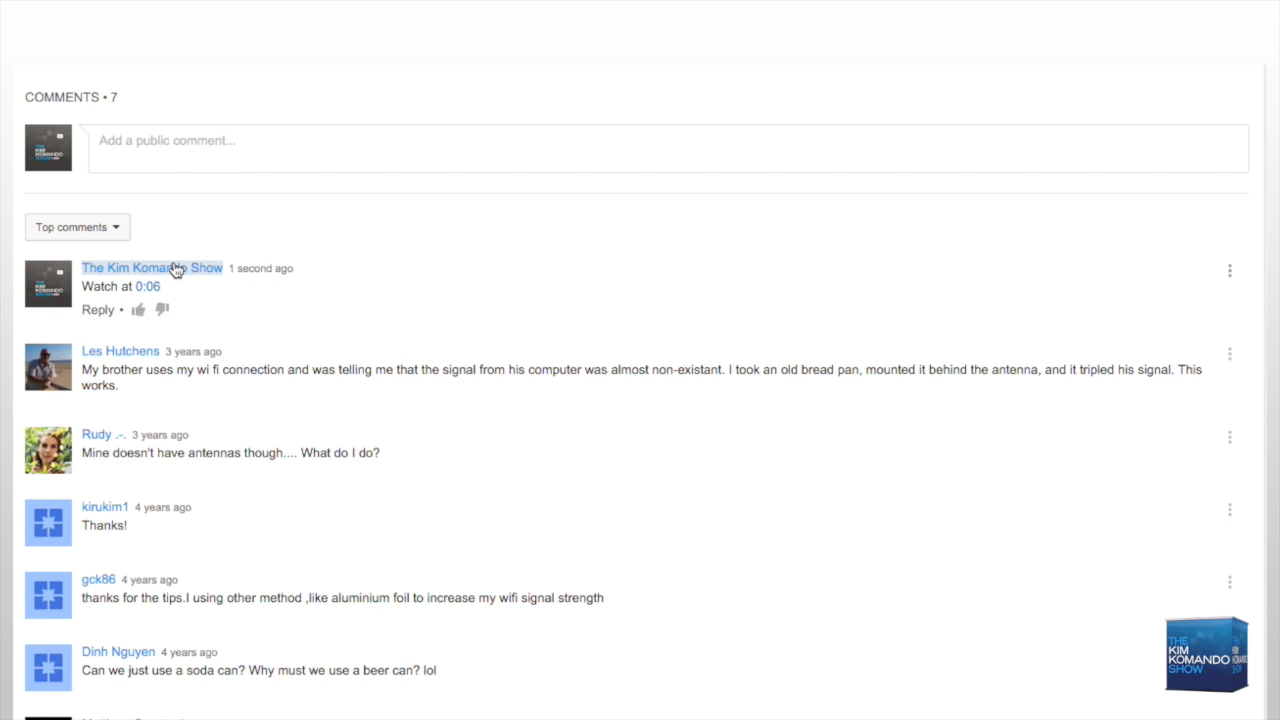 COMMENTS • 7
Add a public comment...
Top comments
The Kim Komando Show 1 second ago
Watch at 0:06
Reply •
Les Hutchens 3 years ago
My brother uses my wi fi connection and was telling me that the signal from his computer was almost non-existant. I took an old bread pan, mounted it behind the antenna, and it tripled his signal. This
works.
Rudy .-. 3 years ago
Mine doesn't have antennas though.... What do I do?
kirukim1 4 years ago
Thanks!
gck86 4 years ago
thanks for the tips.I using other method ,like aluminium foil to increase my wifi signal strength
Dinh Nguyen 4 years ago
Can we just use a soda can? Why must we use a beer can? lol
THE
KIM
KOMANDO
SHOW